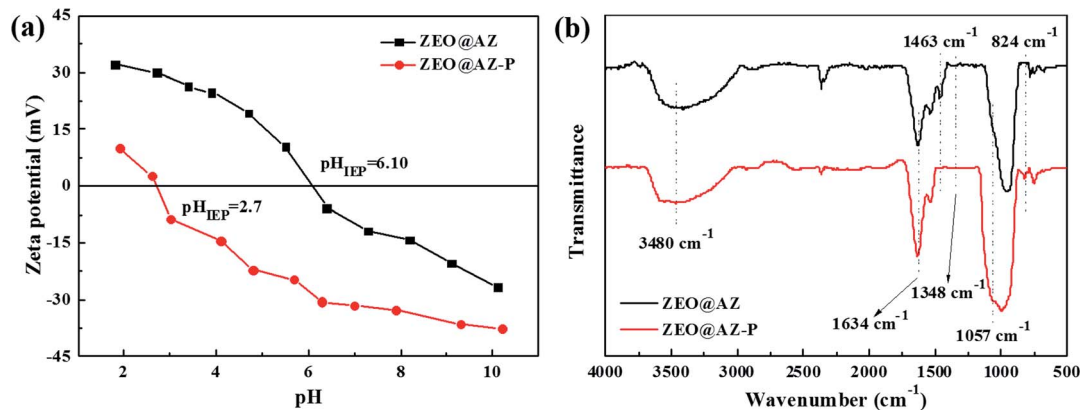 (a)
45
30
15
0
-15
-30
-45
Zeta potential (mV)
ZEO@AZ
ZEO@AZ-P
pH_IEP=6.10
pH_IEP=2.7
2
4
6
8
10
pH
(b)
1463 cm⁻¹
824 cm⁻¹
3480 cm⁻¹
1348 cm⁻¹
1634 cm⁻¹
1057 cm⁻¹
ZEO@AZ
ZEO@AZ-P
Transmittance
4000 3500 3000 2500 2000 1500 1000 500
Wavenumber (cm⁻¹)